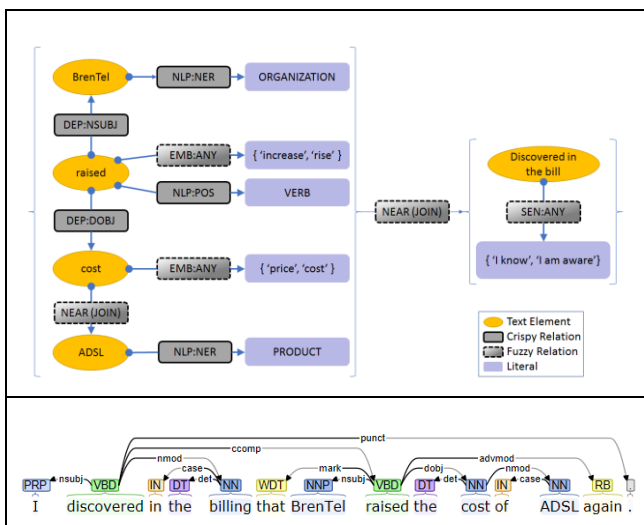 BrenTel NLP:NER ORGANIZATION
DEP:NSUBJ
raised EMB:ANY { 'increase', 'rise' }
NLP:POS VERB
DEP:DOBJ
cost EMB:ANY { 'price', 'cost' }
NEAR (JOIN)
ADSL NLP:NER PRODUCT
NEAR (JOIN)
Discovered in
the bill
SEN:ANY
{ 'I know', 'I am aware'}
Text Element
Crispy Relation
Fuzzy Relation
Literal
punct
ccomp
nmod advmod
case mark dobj nmod
nsubj det nsubj det case
PRP VBD IN DT NN WDT NNP VBD DT NN IN NN RB .
I discovered in the billing that BrenTel raised the cost of ADSL again .